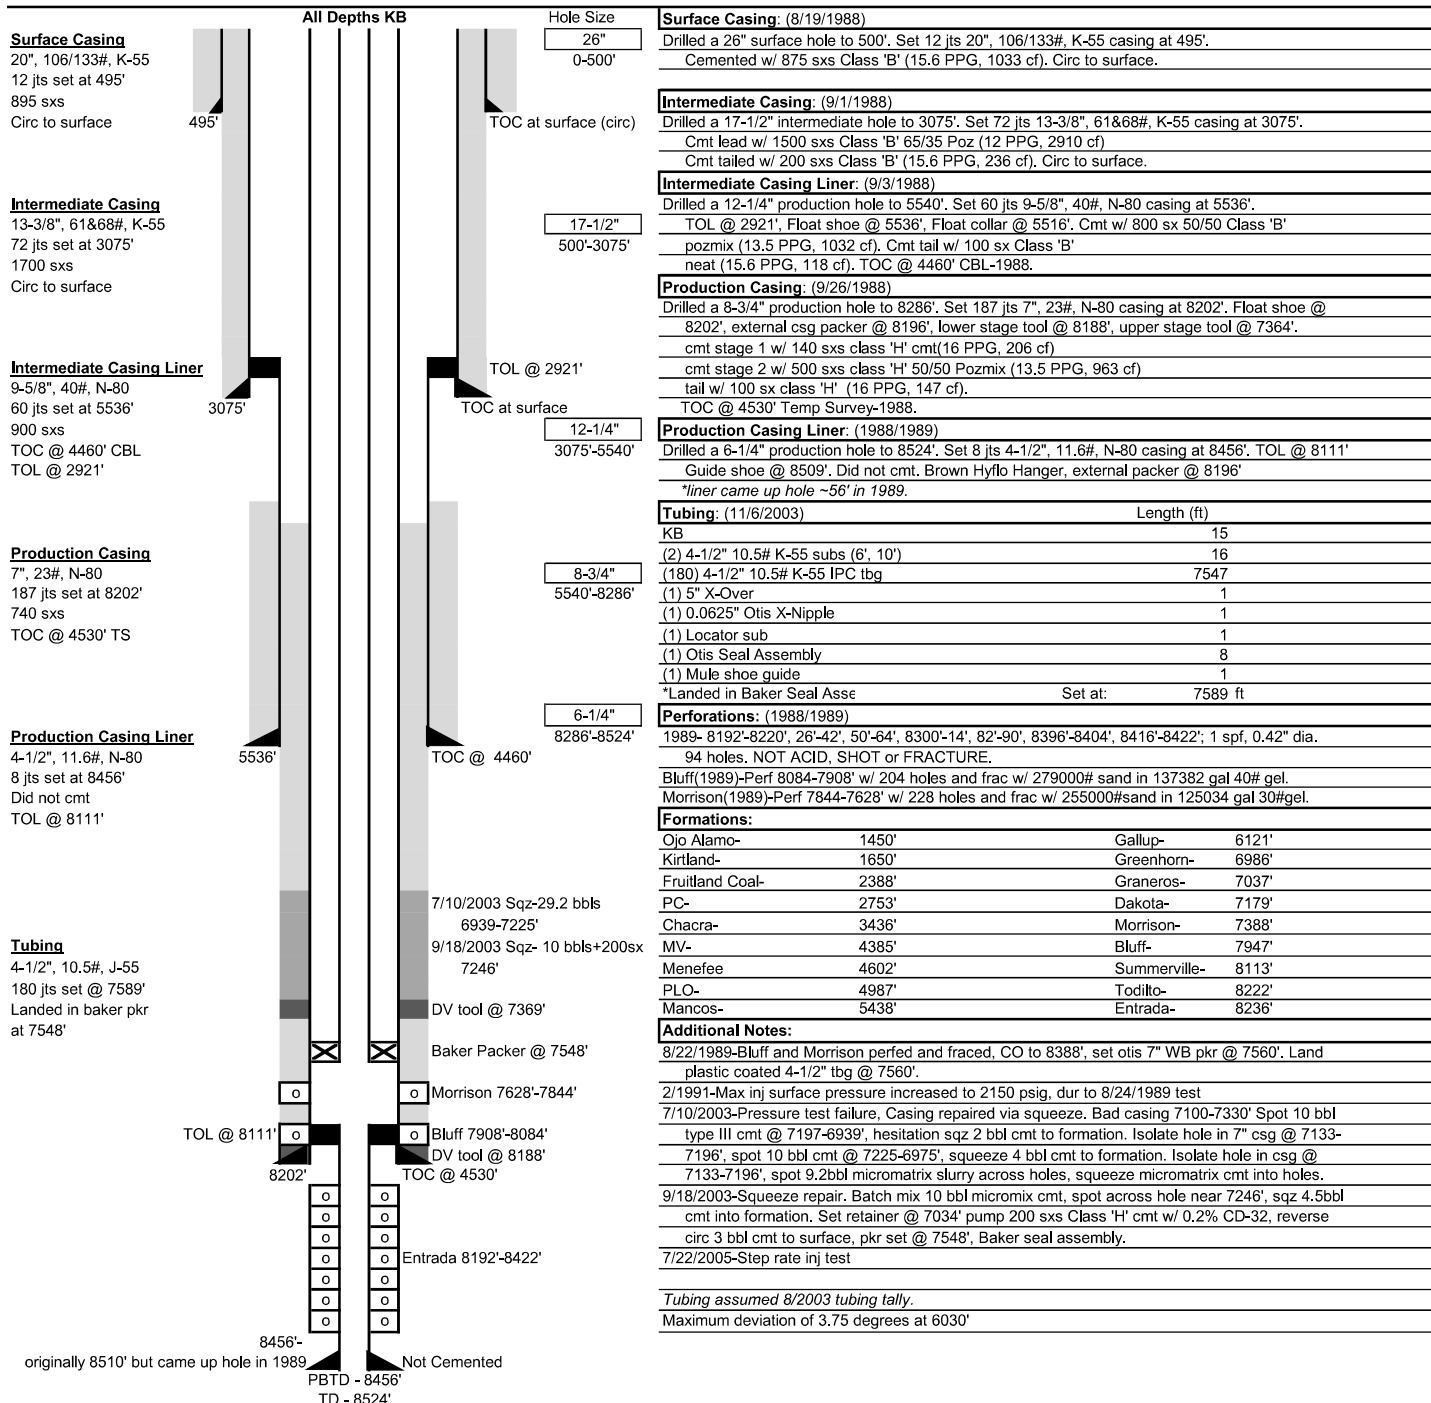 All Depths KB
Hole Size
Surface Casing
20", 106/133#, K-55
12 jts set at 495'
895 sxs
Circ to surface
495'
TOC at surface (circ)
26"
0-500'
Intermediate Casing
13-3/8", 61&68#, K-55
72 jts set at 3075'
1700 sxs
Circ to surface
17-1/2"
500'-3075'
Intermediate Casing Liner
9-5/8", 40#, N-80
60 jts set at 5536'
900 sxs
TOC @ 4460' CBL
TOL @ 2921'
3075'
TOL @ 2921'
TOC at surface
12-1/4"
3075'-5540'
Production Casing
7", 23#, N-80
187 jts set at 8202'
740 sxs
TOC @ 4530' TS
8-3/4"
5540'-8286'
Production Casing Liner
4-1/2", 11.6#, N-80
8 jts set at 8456'
Did not cmt
TOL @ 8111'
5536'
TOC @ 4460'
6-1/4"
8286'-8524'
Tubing
4-1/2", 10.5#, J-55
180 jts set @ 7589'
Landed in baker pkr
at 7548'
7/10/2003 Sqz-29.2 bbls
6939-7225'
9/18/2003 Sqz- 10 bbls+200sx
7246'
DV tool @ 7369'
Baker Packer @ 7548'
o o Morrison 7628'-7844'
TOL @ 8111' o o Bluff 7908'-8084'
DV tool @ 8188'
8202' TOC @ 4530'
o o
o o
o o
o o Entrada 8192'-8422'
o o
o o
o o
8456'-
originally 8510' but came up hole in 1989
Not Cemented
PBTD - 8456'
TD - 8524'
Surface Casing: (8/19/1988)
Drilled a 26" surface hole to 500'. Set 12 jts 20", 106/133#, K-55 casing at 495'.
Cemented w/ 875 sxs Class 'B' (15.6 PPG, 1033 cf). Circ to surface.
Intermediate Casing: (9/1/1988)
Drilled a 17-1/2" intermediate hole to 3075'. Set 72 jts 13-3/8", 61&68#, K-55 casing at 3075'.
Cmt lead w/ 1500 sxs Class 'B' 65/35 Poz (12 PPG, 2910 cf)
Cmt tailed w/ 200 sxs Class 'B' (15.6 PPG, 236 cf). Circ to surface.
Intermediate Casing Liner: (9/3/1988)
Drilled a 12-1/4" production hole to 5540'. Set 60 jts 9-5/8", 40#, N-80 casing at 5536'.
TOL @ 2921', Float shoe @ 5536', Float collar @ 5516'. Cmt w/ 800 sx 50/50 Class 'B'
pozmix (13.5 PPG, 1032 cf). Cmt tail w/ 100 sx Class 'B'
neat (15.6 PPG, 118 cf). TOC @ 4460' CBL-1988.
Production Casing: (9/26/1988)
Drilled a 8-3/4" production hole to 8286'. Set 187 jts 7", 23#, N-80 casing at 8202'. Float shoe @
8202', external csg packer @ 8196', lower stage tool @ 8188', upper stage tool @ 7364'.
cmt stage 1 w/ 140 sxs class 'H' cmt(16 PPG, 206 cf)
cmt stage 2 w/ 500 sxs class 'H' 50/50 Pozmix (13.5 PPG, 963 cf)
tail w/ 100 sx class 'H' (16 PPG, 147 cf).
TOC @ 4530' Temp Survey-1988.
Production Casing Liner: (1988/1989)
Drilled a 6-1/4" production hole to 8524'. Set 8 jts 4-1/2", 11.6#, N-80 casing at 8456'. TOL @ 8111'
Guide shoe @ 8509'. Did not cmt. Brown Hyflo Hanger, external packer @ 8196'
*liner came up hole ~56' in 1989.
Tubing: (11/6/2003) Length (ft)
KB 15
(2) 4-1/2" 10.5# K-55 subs (6', 10') 16
(180) 4-1/2" 10.5# K-55 IPC tbg 7547
(1) 5" X-Over 1
(1) 0.0625" Otis X-Nipple 1
(1) Locator sub 1
(1) Otis Seal Assembly 8
(1) Mule shoe guide 1
*Landed in Baker Seal Asse Set at: 7589 ft
Perforations: (1988/1989)
1989- 8192'-8220', 26'-42', 50'-64', 8300'-14', 82'-90', 8396'-8404', 8416'-8422'; 1 spf, 0.42" dia.
94 holes. NOT ACID, SHOT or FRACTURE.
Bluff(1989)-Perf 8084-7908' w/ 204 holes and frac w/ 279000# sand in 137382 gal 40# gel.
Morrison(1989)-Perf 7844-7628' w/ 228 holes and frac w/ 255000#sand in 125034 gal 30#gel.
Formations:
Ojo Alamo- 1450' Gallup- 6121'
Kirtland- 1650' Greenhorn- 6986'
Fruitland Coal- 2388' Graneros- 7037'
PC- 2753' Dakota- 7179'
Chacra- 3436' Morrison- 7388'
MV- 4385' Bluff- 7947'
Menefee 4602' Summerville- 8113'
PLO- 4987' Todilto- 8222'
Mancos- 5438' Entrada- 8236'
Additional Notes:
8/22/1989-Bluff and Morrison perfed and fraced, CO to 8388', set otis 7" WB pkr @ 7560'. Land
plastic coated 4-1/2" tbg @ 7560'.
2/1991-Max inj surface pressure increased to 2150 psig, dur to 8/24/1989 test
7/10/2003-Pressure test failure, Casing repaired via squeeze. Bad casing 7100-7330' Spot 10 bbl
type III cmt @ 7197-6939', hesitation sqz 2 bbl cmt to formation. Isolate hole in 7" csg @ 7133-
7196', spot 10 bbl cmt @ 7225-6975', squeeze 4 bbl cmt to formation. Isolate hole in csg @
7133-7196', spot 9.2bbl micromatrix slurry across holes, squeeze micromatrix cmt into holes.
9/18/2003-Squeeze repair. Batch mix 10 bbl micromix cmt, spot across hole near 7246', sqz 4.5bbl
cmt into formation. Set retainer @ 7034' pump 200 sxs Class 'H' cmt w/ 0.2% CD-32, reverse
circ 3 bbl cmt to surface, pkr set @ 7548', Baker seal assembly.
7/22/2005-Step rate inj test
Tubing assumed 8/2003 tubing tally.
Maximum deviation of 3.75 degrees at 6030'